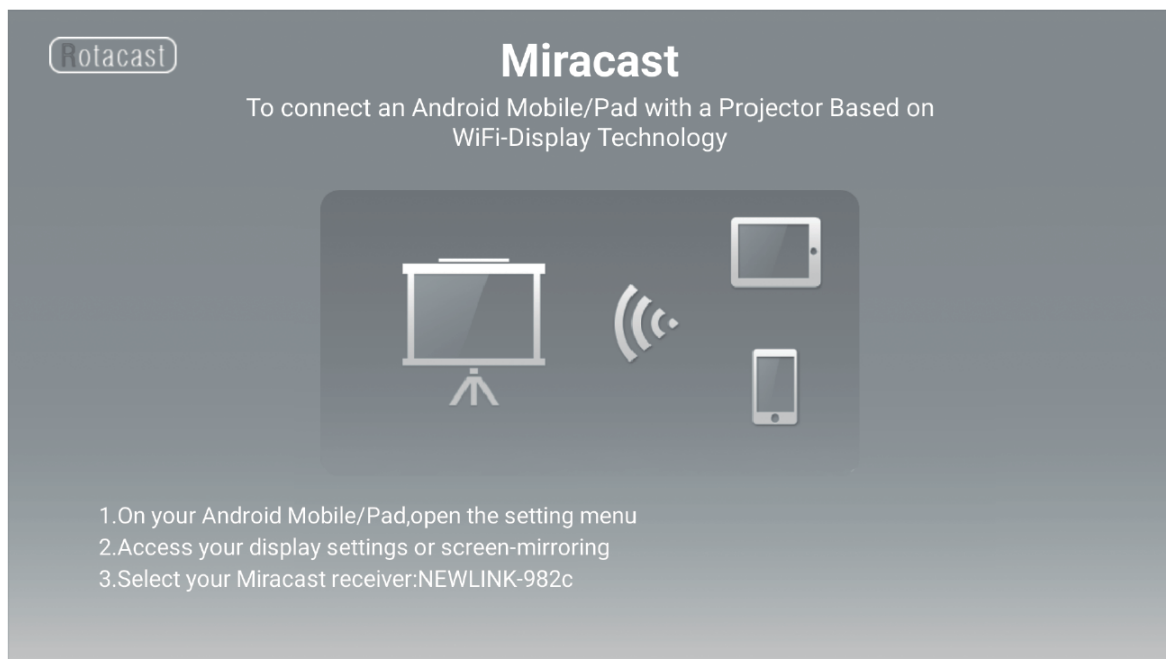 Rotacast
Miracast
To connect an Android Mobile/Pad with a Projector Based on
WiFi-Display Technology
1.On your Android Mobile/Pad,open the setting menu
2.Access your display settings or screen-mirroring
3.Select your Miracast receiver:NEWLINK-982c